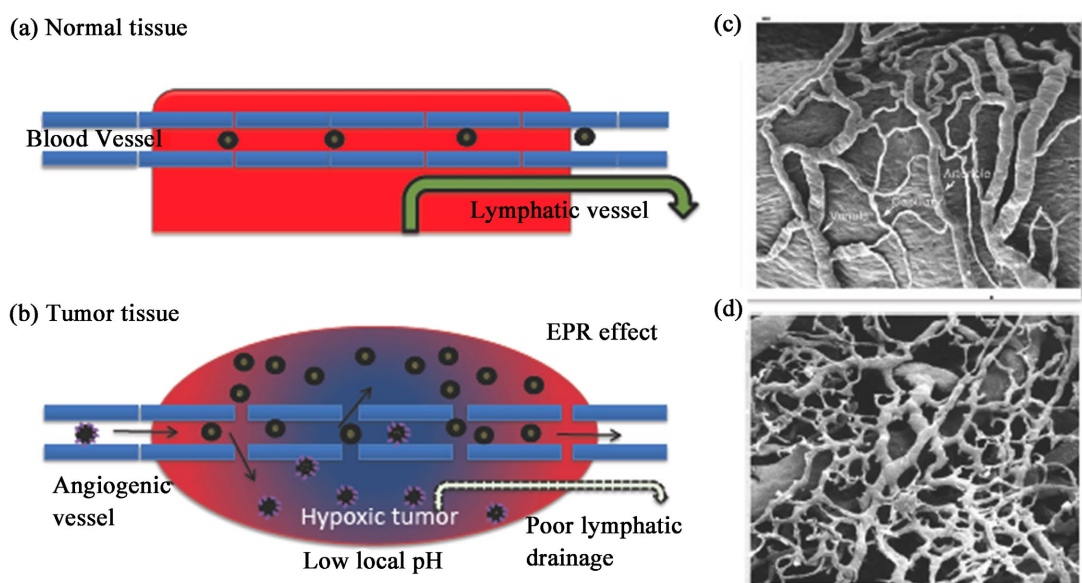 (a) Normal tissue
Blood Vessel
Lymphatic vessel
(b) Tumor tissue
EPR effect
Angiogenic
vessel
Hypoxic tumor
Low local pH
Poor lymphatic
drainage
(c)
Arteriole
Capillary
Venule
(d)